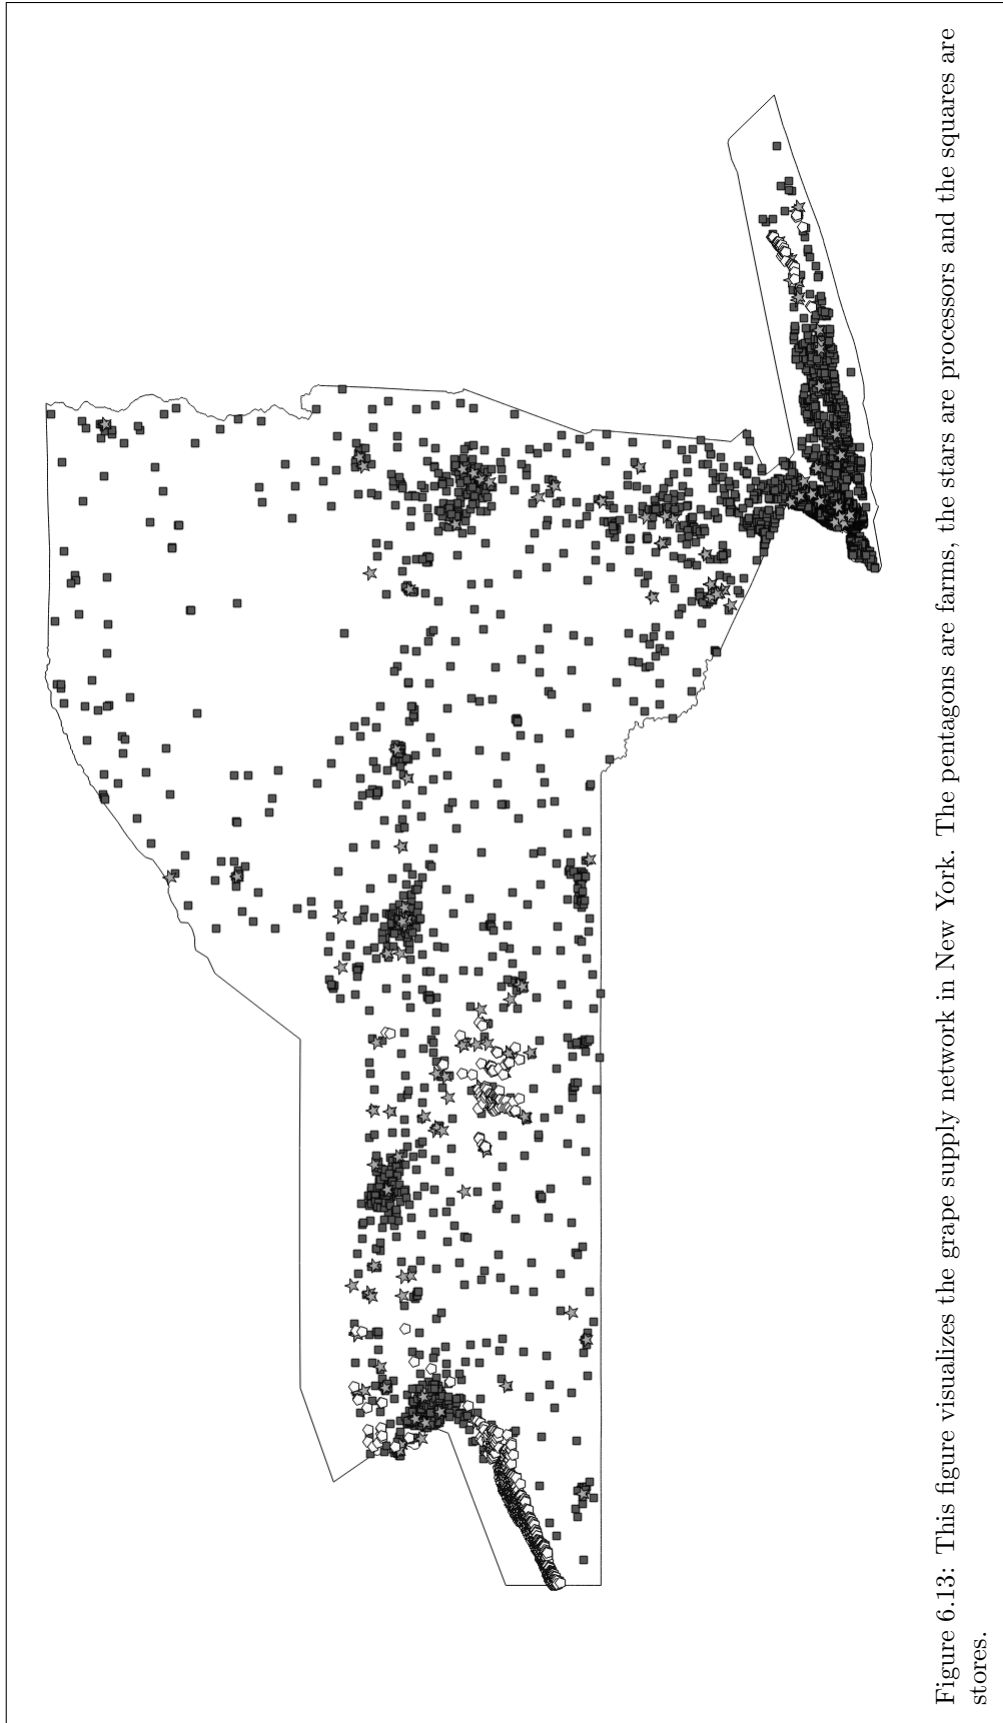 Figure 6.13: This figure visualizes the grape supply network in New York. The pentagons are farms, the stars are processors and the squares are
stores.